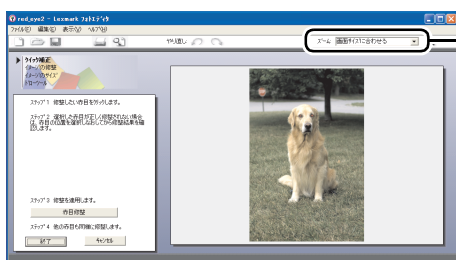 red_eye2 - Lexmark フォトエディタ
ファイル(F) 編集(E) 表示(V) ヘルプ(H)
やり直し
ズーム: 画面サイズに合わせる
クイック補正
イメージの修整
イメージのサイズ
ドローツール
ステップ 1 修整したい赤目をクリックします。
ステップ 2 選択した赤目が正しく修整されない場合
は、赤目の位置を選択しなおしてから修整結果を確
認します。
ステップ 3 修整を適用します。
赤目修整
ステップ 4 他の赤目も同様に修整します。
終了
キャンセル